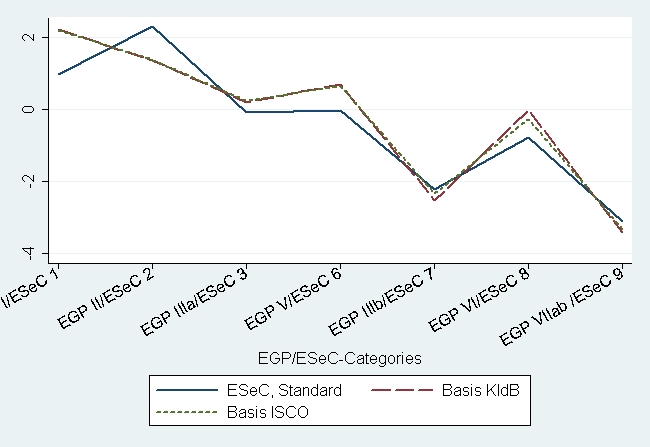 2
0
-2
-4
I/ESeC 1
EGP II/ESeC 2
EGP IIIa/ESeC 3
EGP V/ESeC 6
EGP IIIb/ESeC 7
EGP VI/ESeC 8
EGP VIIab /ESeC 9
EGP/ESeC-Categories
ESeC, Standard Basis KldB
Basis ISCO